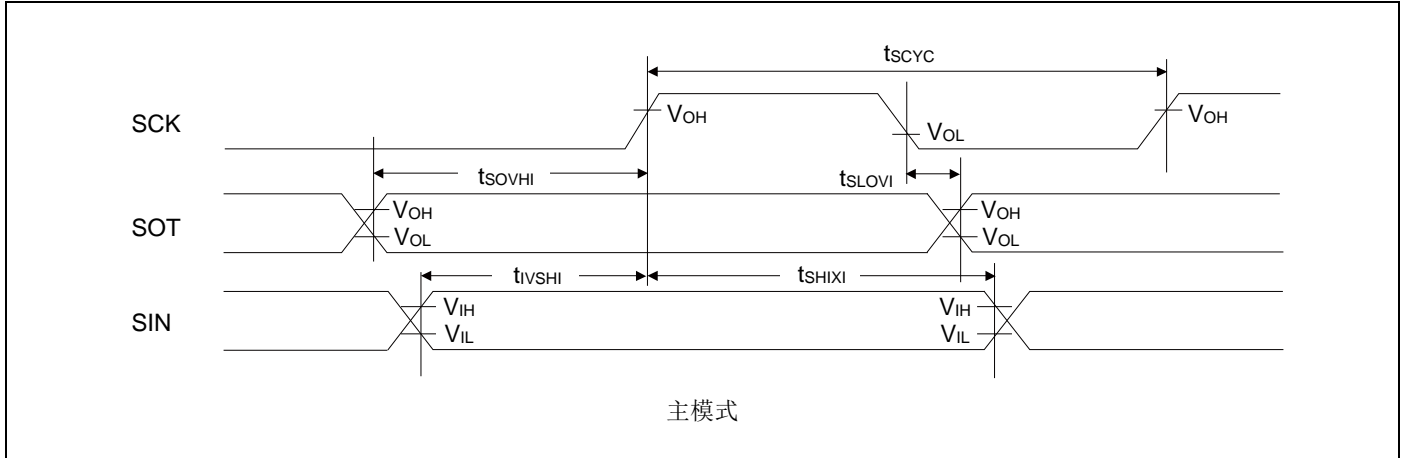 tSCYC
SCK
VOH
VOL
VOH
tSOVHI
tSLOVI
SOT
VOH
VOL
VOH
VOL
tIVSHI
tSHIXI
SIN
VIH
VIL
VIH
VIL
主模式